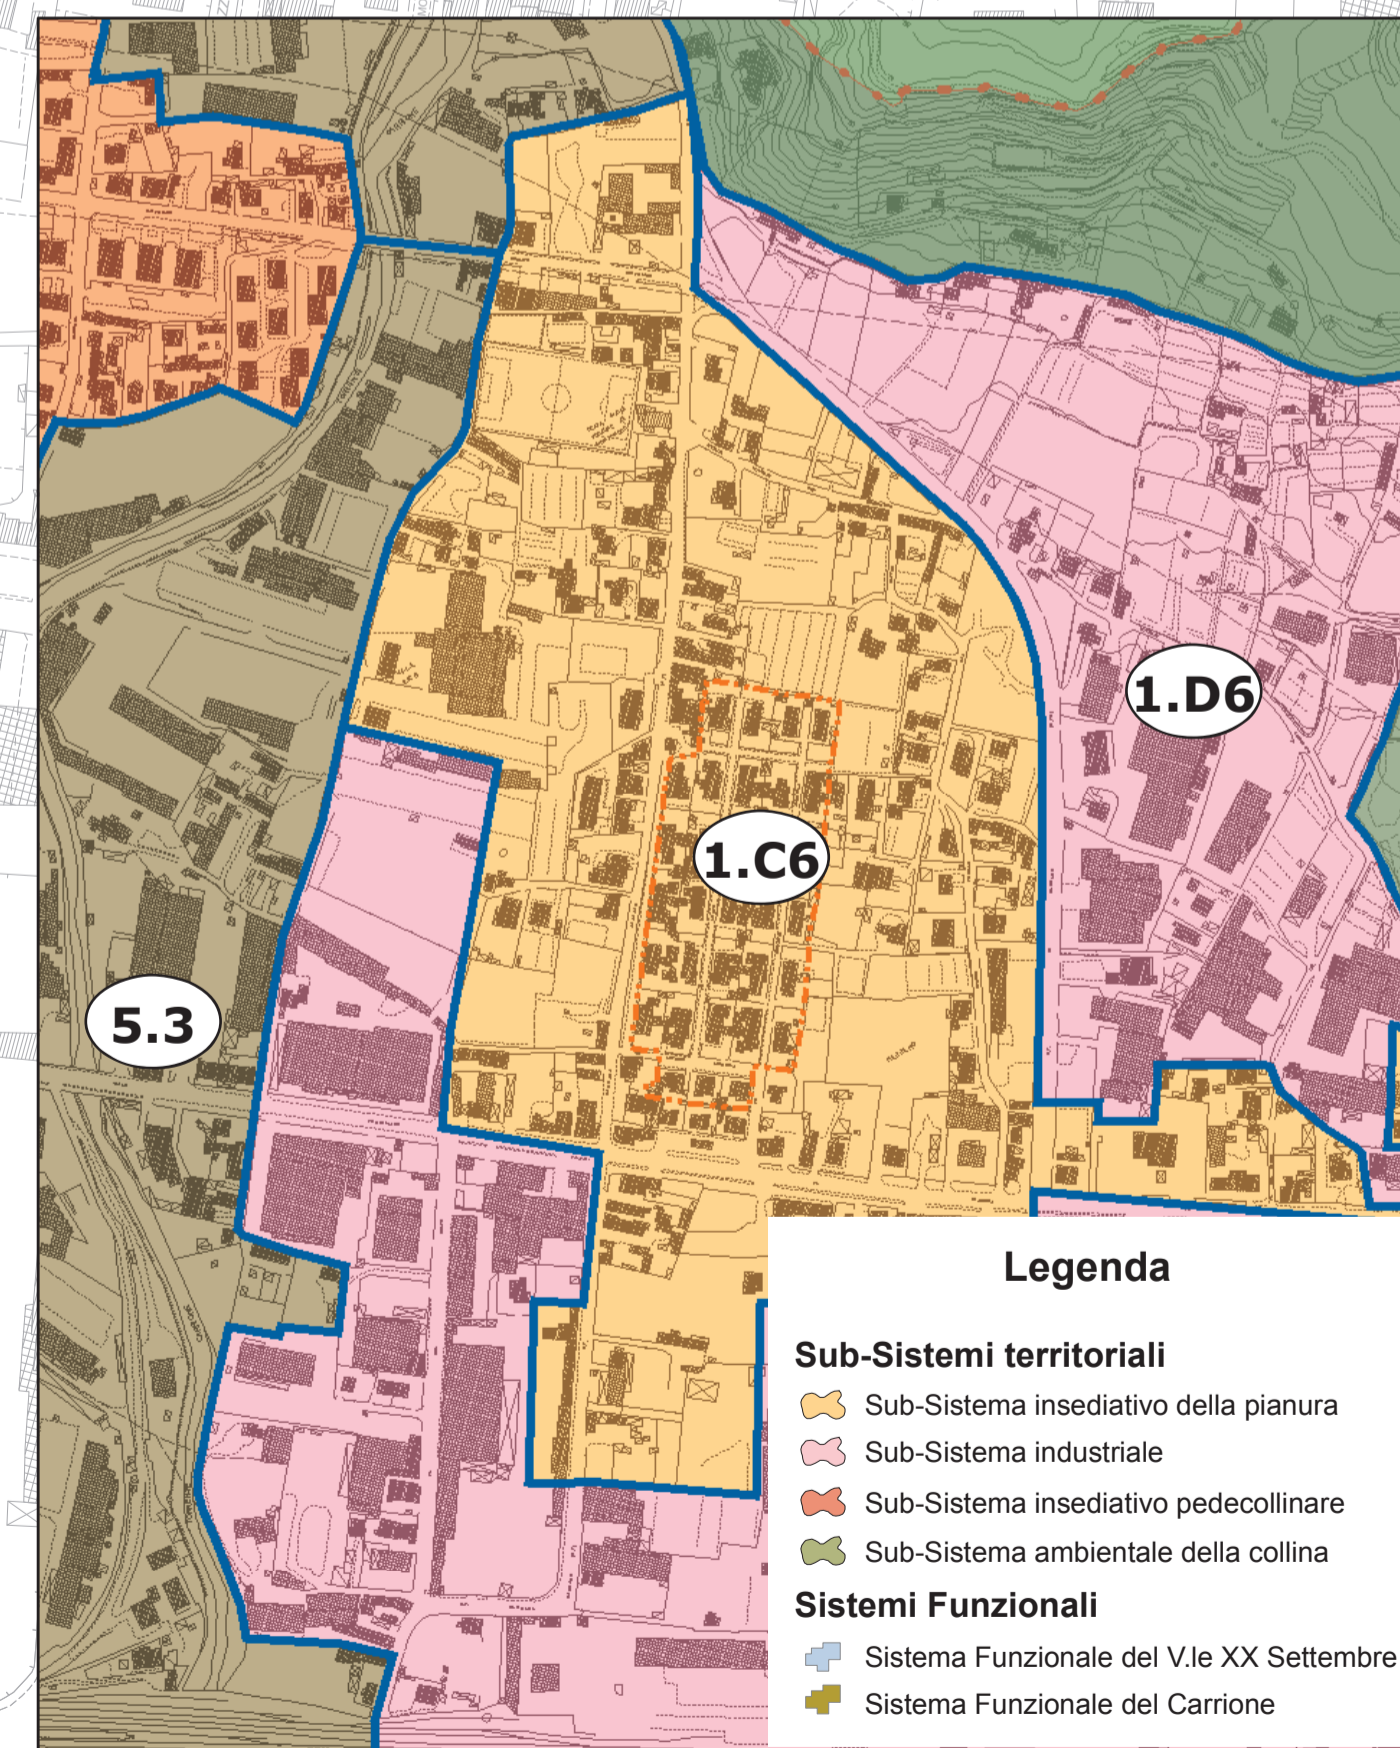 1.D6
1.C6
5.3
Legenda
Sub-Sistemi territoriali
Sub-Sistema insediativo della pianura
Sub-Sistema industriale
Sub-Sistema insediativo pedecollinare
Sub-Sistema ambientale della collina
Sistemi Funzionali
Sistema Funzionale del V.le XX Settembre
Sistema Funzionale del Carrione